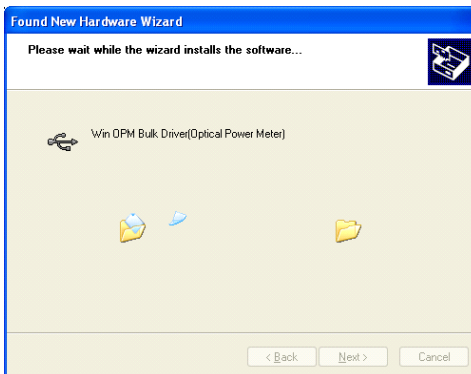 Found New Hardware Wizard
Please wait while the wizard installs the software...
Win OPM Bulk Driver(Optical Power Meter)
< Back
Next >
Cancel